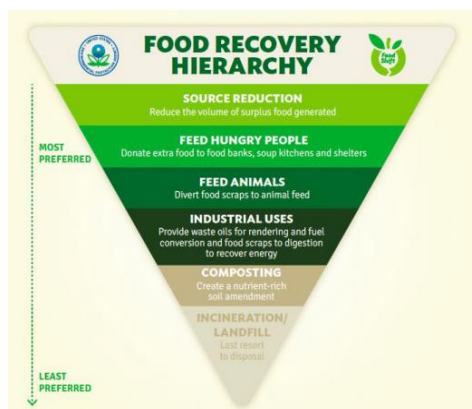 FOOD RECOVERY
HIERARCHY
SOURCE REDUCTION
Reduce the volume of surplus food generated
FEED HUNGRY PEOPLE
Donate extra food to food banks, soup kitchens and shelters
MOST
PREFERRED
FEED ANIMALS
Divert food scraps to animal feed
INDUSTRIAL USES
Provide waste oils for rendering and fuel
conversion and food scraps to digestion
to recover energy
COMPOSTING
Create a nutrient-rich
soil amendment
INCINERATION/
LANDFILL
Last resort
to disposal
LEAST
PREFERRED